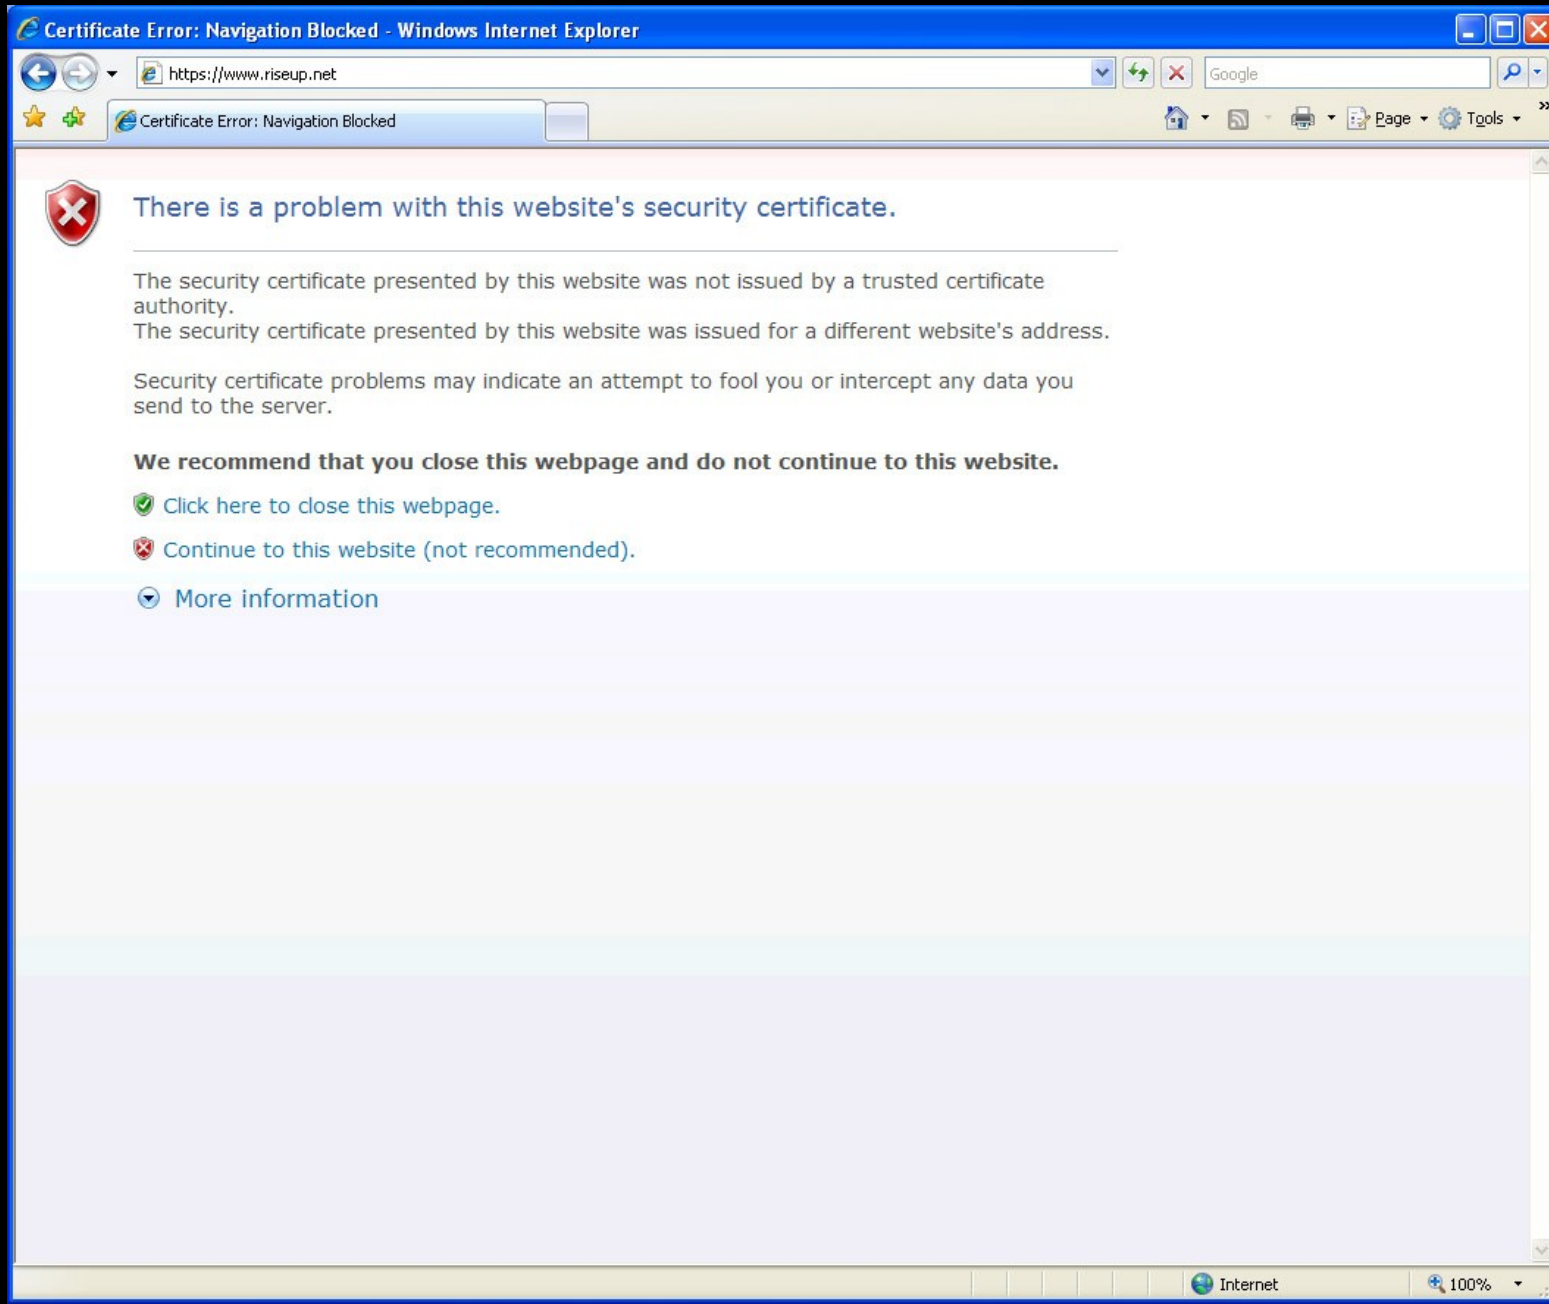 Certificate Error: Navigation Blocked - Windows Internet Explorer
https://www.riseup.net
Google
Certificate Error: Navigation Blocked
Page
Tools
»
There is a problem with this website's security certificate.
The security certificate presented by this website was not issued by a trusted certificate
authority.
The security certificate presented by this website was issued for a different website's address.
Security certificate problems may indicate an attempt to fool you or intercept any data you
send to the server.
We recommend that you close this webpage and do not continue to this website.
Click here to close this webpage.
Continue to this website (not recommended).
More information
Internet
100%